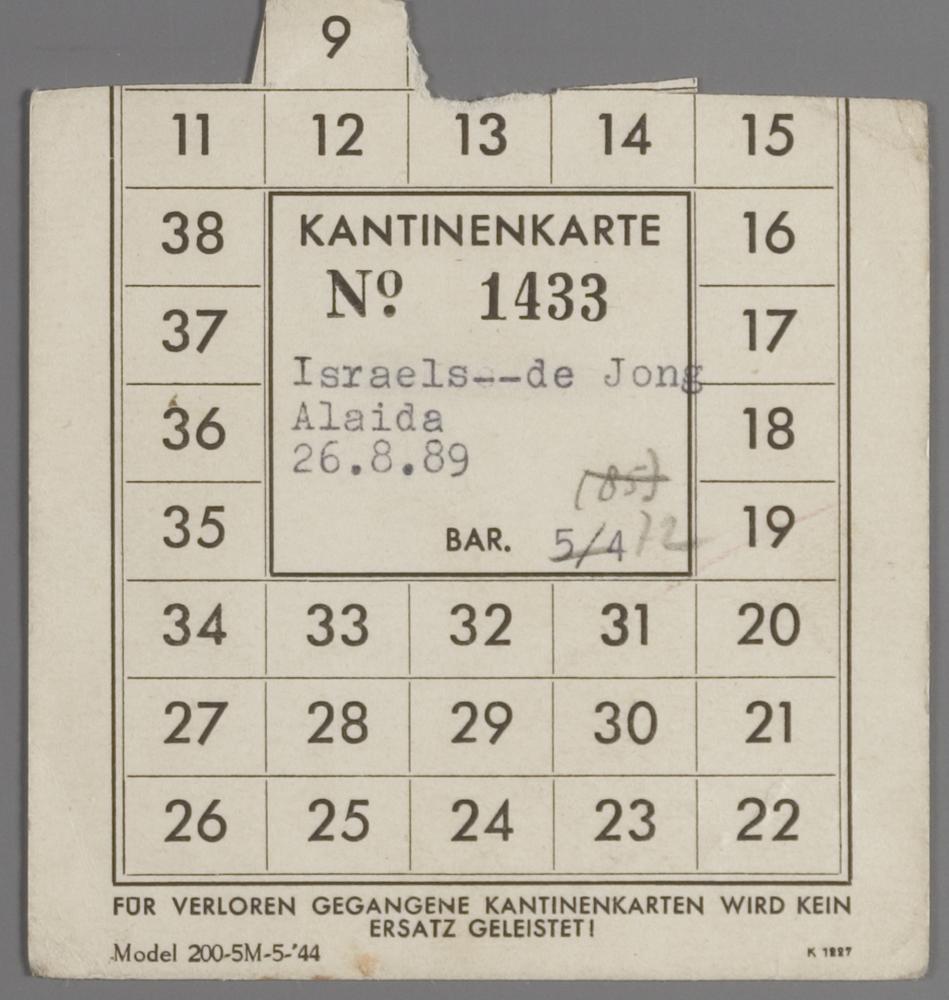 9
11 12 13 14 15
38 16
KANTINENKARTE
Nº 1433
37 17
Israels---de Jong
Alaida
36 18
26.8.89
(85)
35 19
BAR. 5/4 72
34 33 32 31 20
27 28 29 30 21
26 25 24 23 22
FÜR VERLOREN GEGANGENE KANTINENKARTEN WIRD KEIN
ERSATZ GELEISTET!
Model 200-5M-5-'44 K 1227